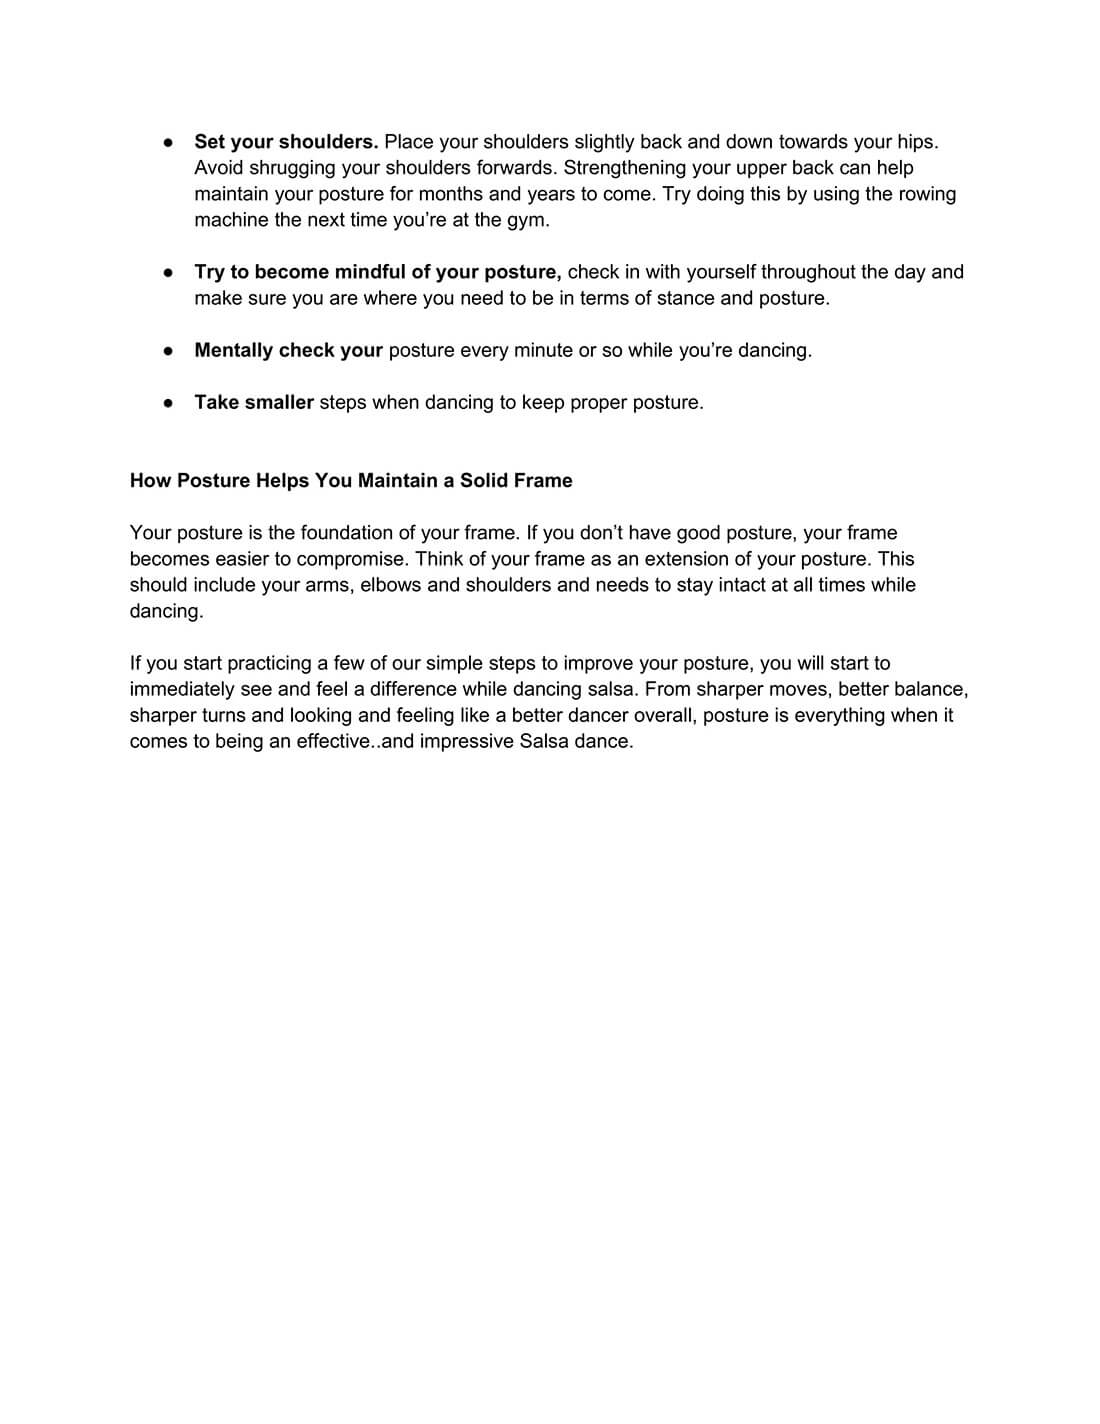 ● Set your shoulders. Place your shoulders slightly back and down towards your hips.
Avoid shrugging your shoulders forwards. Strengthening your upper back can help
maintain your posture for months and years to come. Try doing this by using the rowing
machine the next time you’re at the gym.
● Try to become mindful of your posture, check in with yourself throughout the day and
make sure you are where you need to be in terms of stance and posture.
● Mentally check your posture every minute or so while you’re dancing.
● Take smaller steps when dancing to keep proper posture.
How Posture Helps You Maintain a Solid Frame
Your posture is the foundation of your frame. If you don’t have good posture, your frame
becomes easier to compromise. Think of your frame as an extension of your posture. This
should include your arms, elbows and shoulders and needs to stay intact at all times while
dancing.
If you start practicing a few of our simple steps to improve your posture, you will start to
immediately see and feel a difference while dancing salsa. From sharper moves, better balance,
sharper turns and looking and feeling like a better dancer overall, posture is everything when it
comes to being an effective..and impressive Salsa dance.